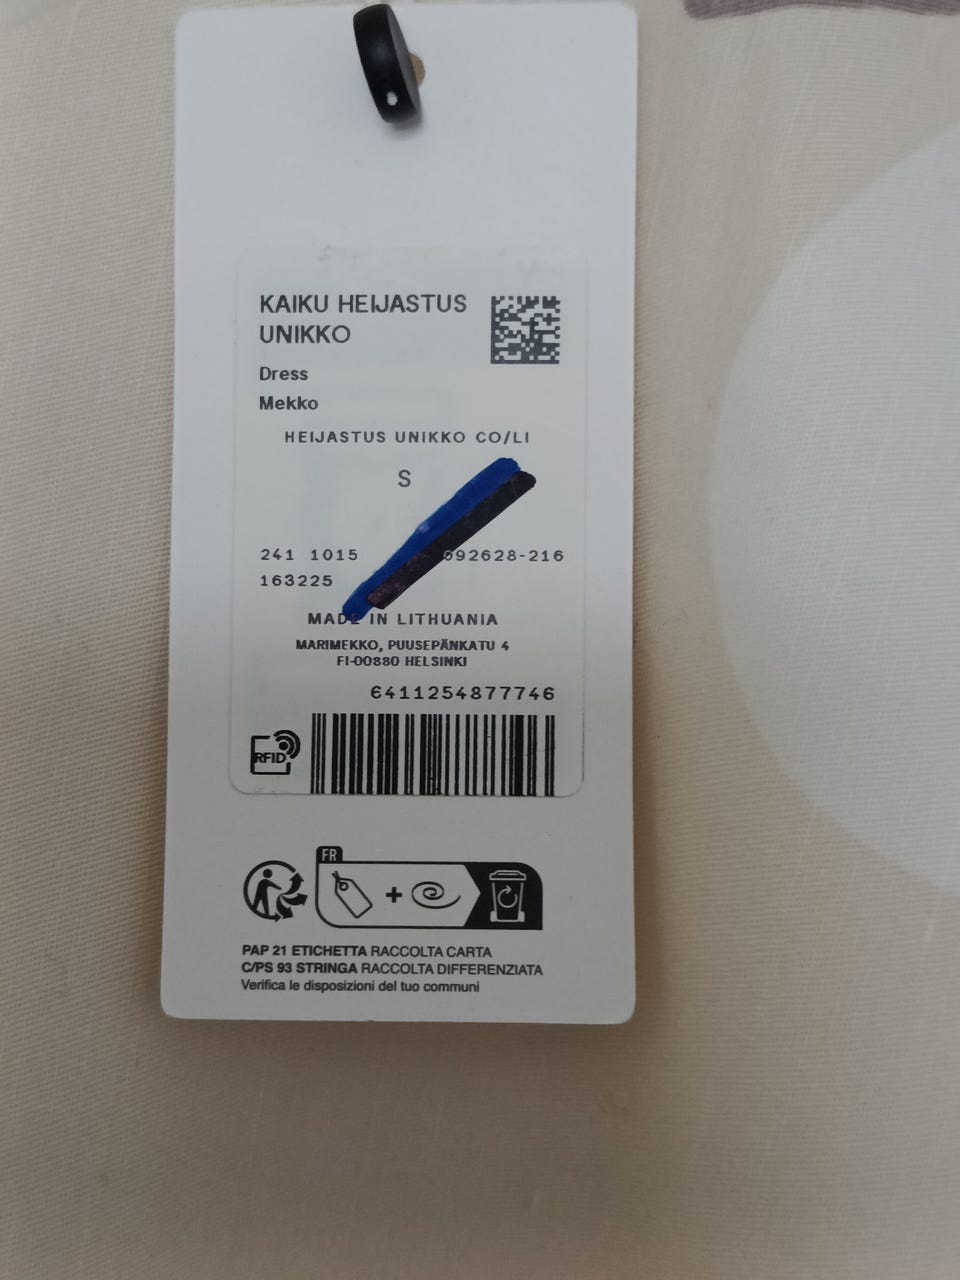 KAIKU HEIJASTUS
UNIKKO
Dress
Mekko
HEIJASTUS UNIKKO CO/LI
S
241 1015 092628-216
163225
MADE IN LITHUANIA
MARIMEKKO, PUUSEPÄNKATU 4
FI-00880 HELSINKI
6411254877746
RFID
FR
PAP 21 ETICHETTA RACCOLTA CARTA
C/PS 93 STRINGA RACCOLTA DIFFERENZIATA
Verifica le disposizioni del tuo communi